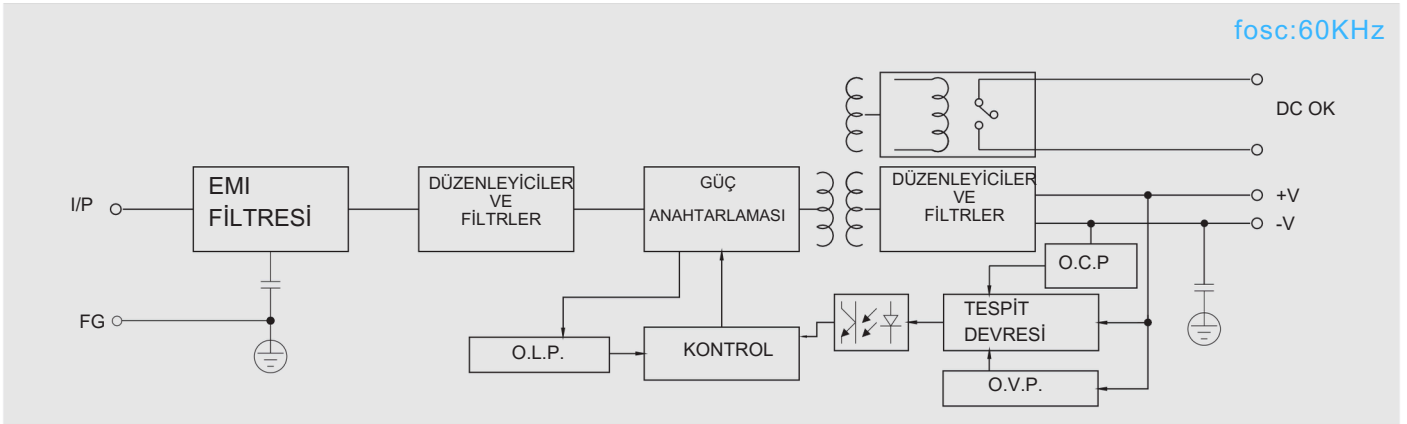 fosc:60KHz
DC OK
I/P
EMI
FİLTRESİ
DÜZENLEYİCİLER
VE
FİLTRLER
GÜÇ
ANAHTARLAMASI
DÜZENLEYİCİLER
VE
FİLTRLER
+V
-V
O.C.P
FG
O.L.P.
KONTROL
TESPİT
DEVRESİ
O.V.P.